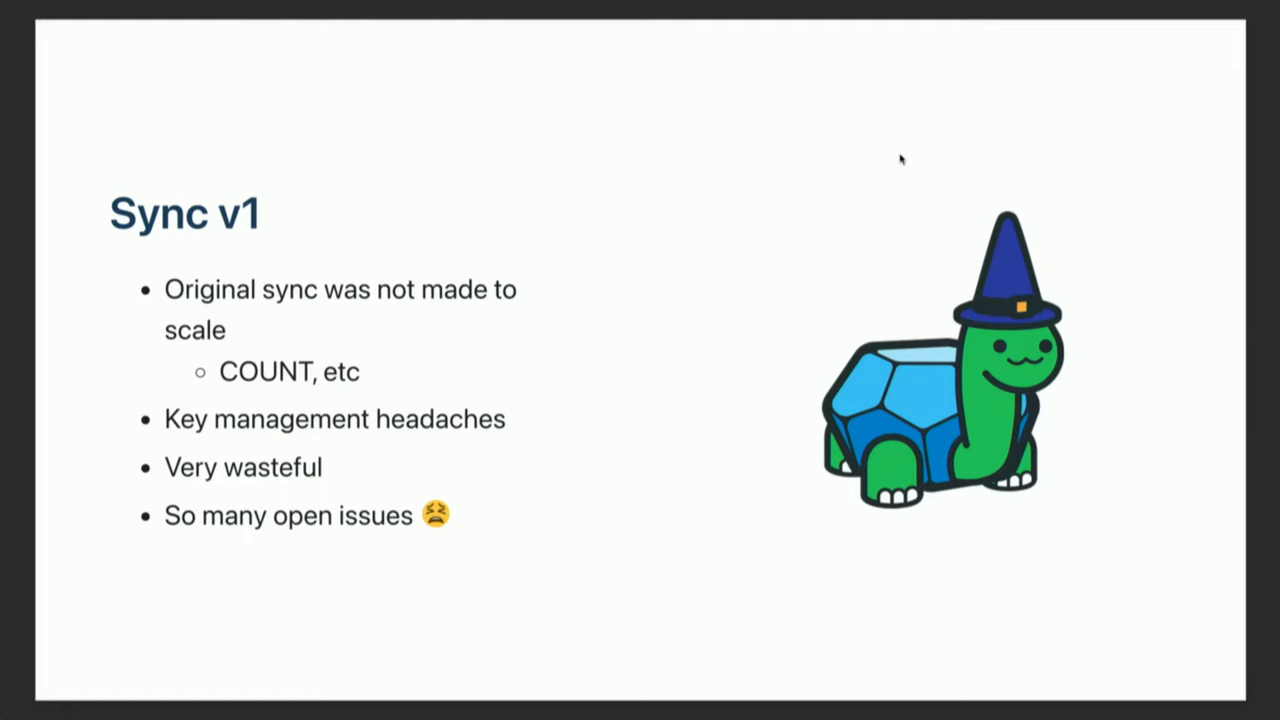 Sync v1
• Original sync was not made to
scale
○ COUNT, etc
• Key management headaches
• Very wasteful
• So many open issues 😫